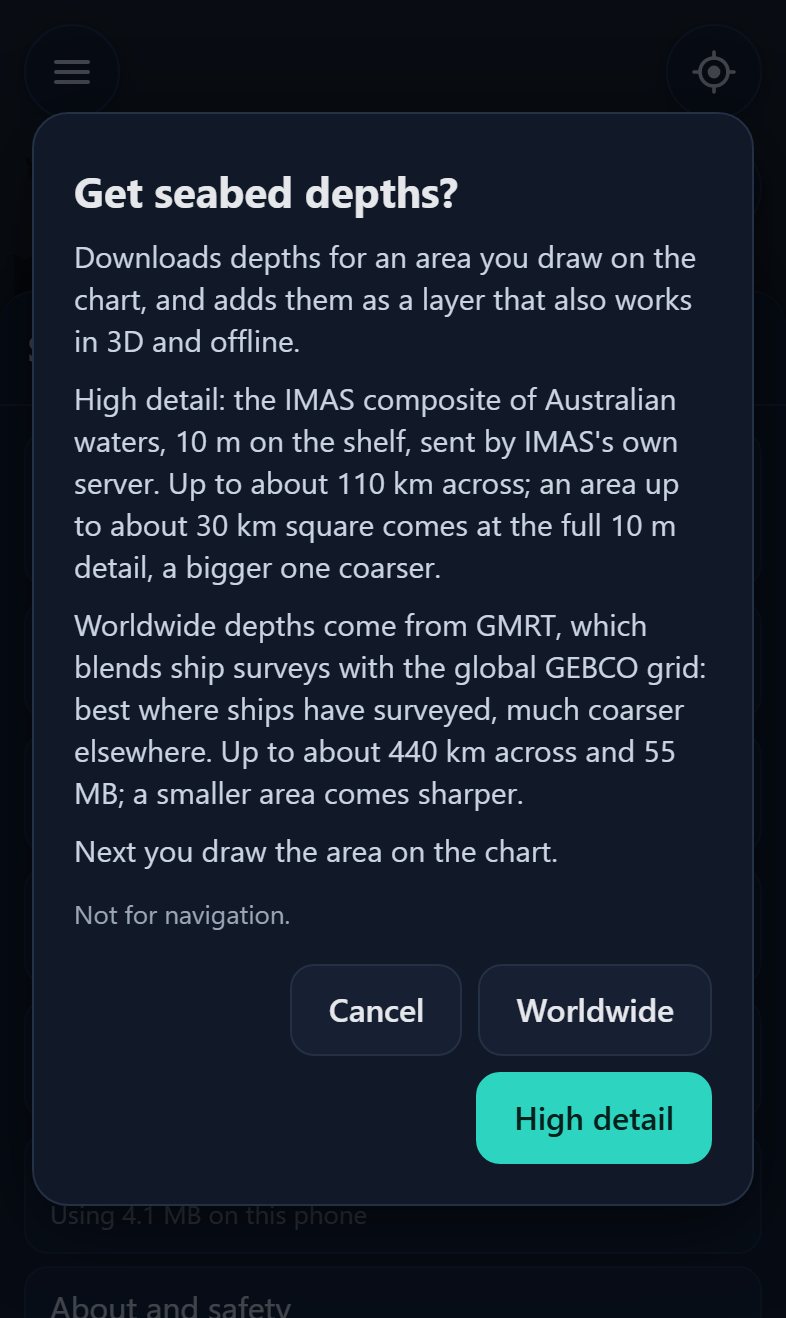 Get seabed depths?
Downloads depths for an area you draw on the
chart, and adds them as a layer that also works
in 3D and offline.
High detail: the IMAS composite of Australian
waters, 10 m on the shelf, sent by IMAS's own
server. Up to about 110 km across; an area up
to about 30 km square comes at the full 10 m
detail, a bigger one coarser.
Worldwide depths come from GMRT, which
blends ship surveys with the global GEBCO grid:
best where ships have surveyed, much coarser
elsewhere. Up to about 440 km across and 55
MB; a smaller area comes sharper.
Next you draw the area on the chart.
Not for navigation.
Cancel
Worldwide
High detail
Using 4.1 MB on this phone
About and safety